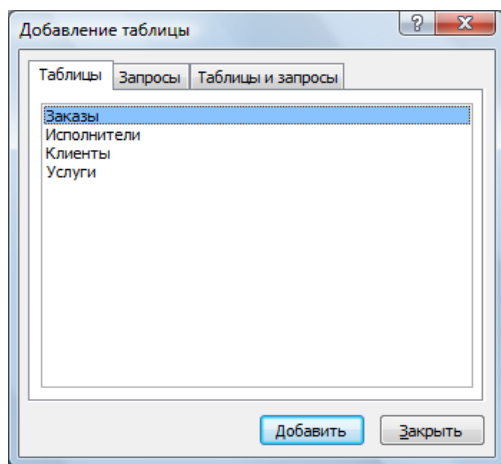 Добавление таблицы
Таблицы Запросы Таблицы и запросы
Заказы
Исполнители
Клиенты
Услуги
Добавить Закрыть